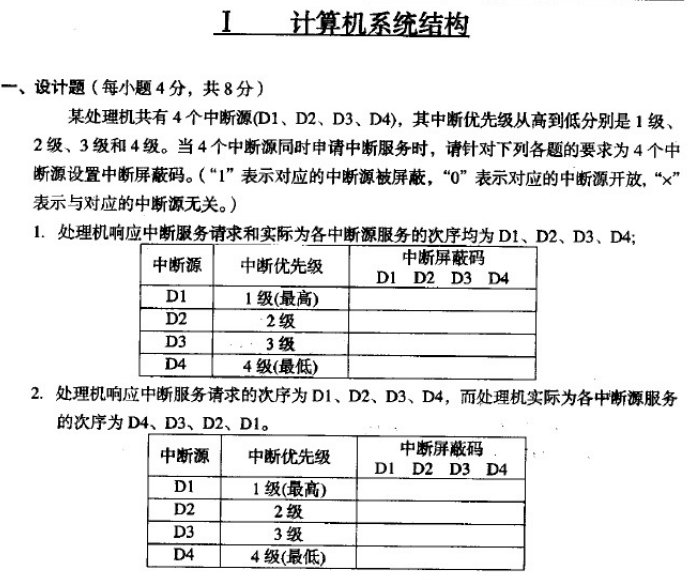 I 计算机系统结构
一、设计题（每小题 4 分，共 8 分）
某处理机共有 4 个中断源(D1、D2、D3、D4)，其中断优先级从高到低分别是 1 级、
2 级、3 级和 4 级。当 4 个中断源同时申请中断服务时，请针对下列各题的要求为 4 个中
断源设置中断屏蔽码。（“1”表示对应的中断源被屏蔽，“0”表示对应的中断源开放，“×”
表示与对应的中断源无关。）
1. 处理机响应中断服务请求和实际为各中断源服务的次序均为 D1、D2、D3、D4；
中断源 中断优先级 中断屏蔽码
D1 D2 D3 D4
D1 1 级(最高)
D2 2 级
D3 3 级
D4 4 级(最低)
2. 处理机响应中断服务请求的次序为 D1、D2、D3、D4，而处理机实际为各中断源服务
的次序为 D4、D3、D2、D1。
中断源 中断优先级 中断屏蔽码
D1 D2 D3 D4
D1 1 级(最高)
D2 2 级
D3 3 级
D4 4 级(最低)